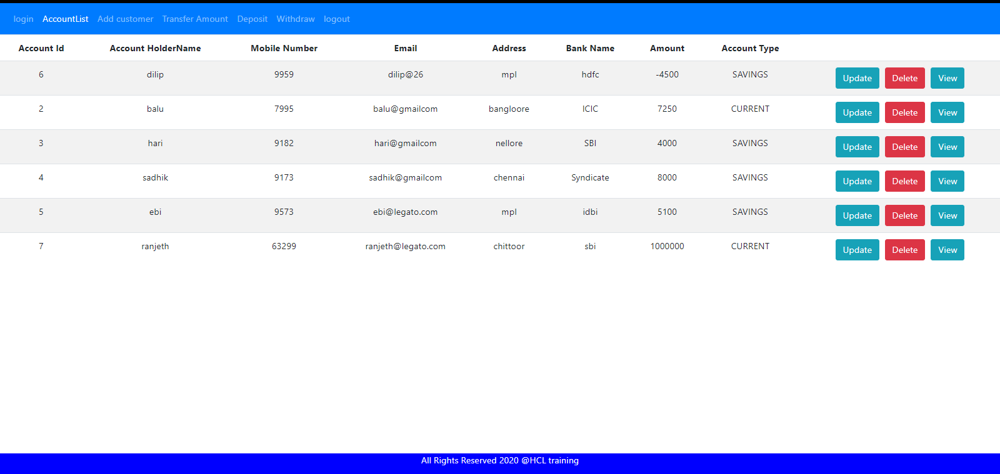 login AccountList Add customer Transfer Amount Deposit Withdraw logout
Account Id Account HolderName Mobile Number Email Address Bank Name Amount Account Type
6 dilip 9959 dilip@26 mpl hdfc -4500 SAVINGS Update Delete View
2 balu 7995 balu@gmailcom bangloore ICIC 7250 CURRENT Update Delete View
3 hari 9182 hari@gmailcom nellore SBI 4000 SAVINGS Update Delete View
4 sadhik 9173 sadhik@gmailcom chennai Syndicate 8000 SAVINGS Update Delete View
5 ebi 9573 ebi@legato.com mpl idbi 5100 SAVINGS Update Delete View
7 ranjeth 63299 ranjeth@legato.com chittoor sbi 1000000 CURRENT Update Delete View
All Rights Reserved 2020 @HCL training